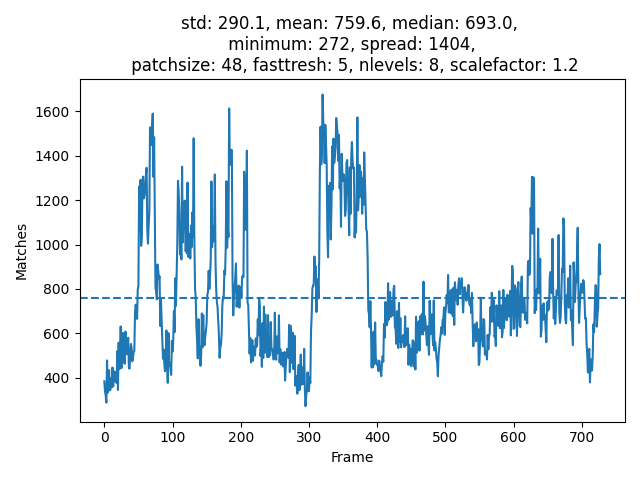 std: 290.1, mean: 759.6, median: 693.0,
minimum: 272, spread: 1404,
patchsize: 48, fasttresh: 5, nlevels: 8, scalefactor: 1.2
1600
1400
1200
1000
800
600
400
Matches
0 100 200 300 400 500 600 700
Frame